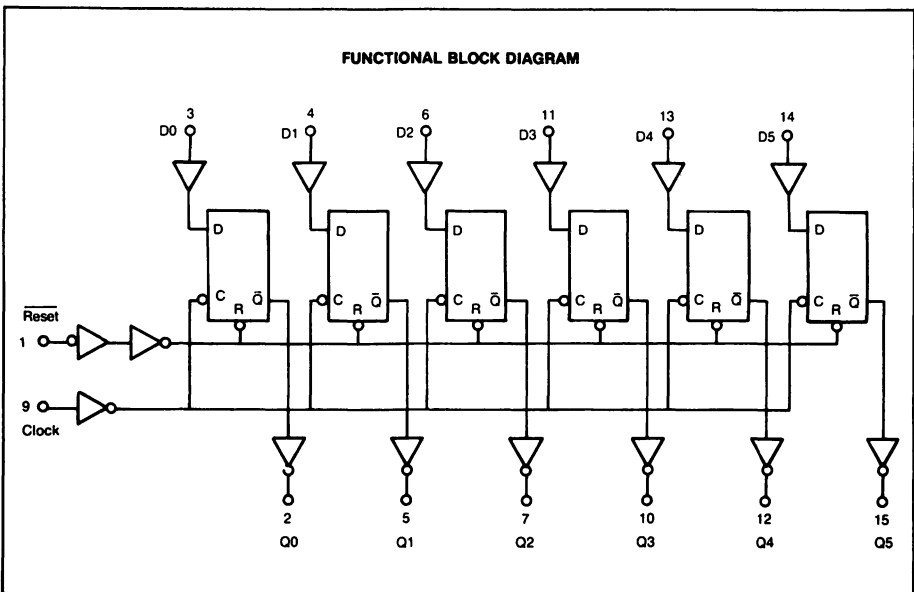 FUNCTIONAL BLOCK DIAGRAM
3 4 6 11 13 14
D0 D1 D2 D3 D4 D5
D D D D D D
C Q̅ C Q̅ C Q̅ C Q̅ C Q̅ C Q̅
R R R R R R
R̅e̅s̅e̅t̅
1
9
Clock
2 5 7 10 12 15
Q0 Q1 Q2 Q3 Q4 Q5